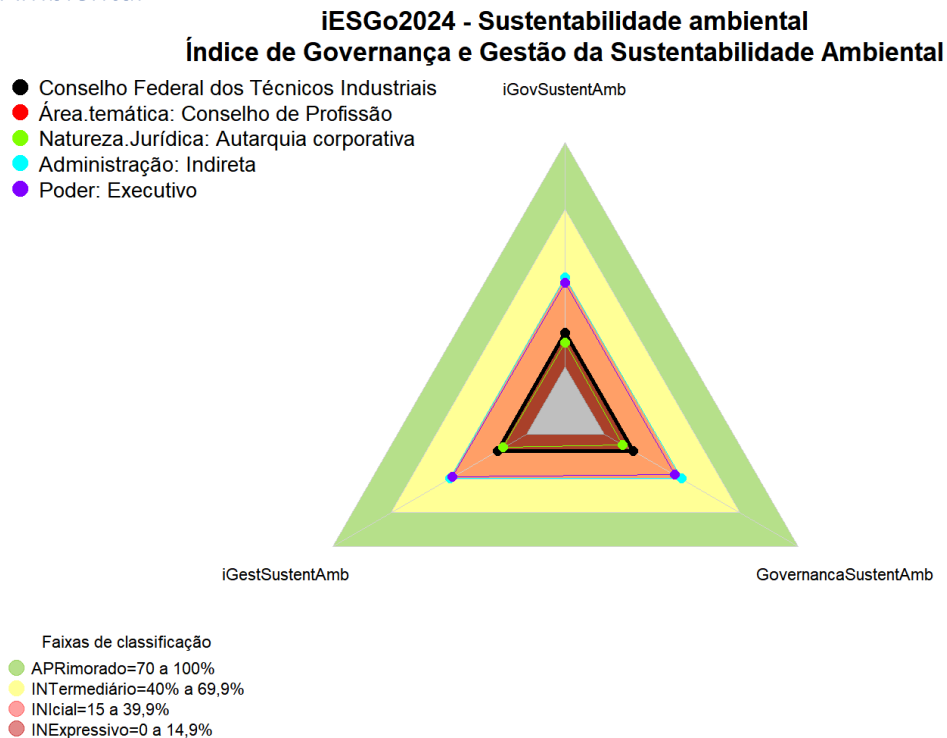 iESGo2024 - Sustentabilidade ambiental
Índice de Governança e Gestão da Sustentabilidade Ambiental
Conselho Federal dos Técnicos Industriais
Área.temática: Conselho de Profissão
Natureza.Jurídica: Autarquia corporativa
Administração: Indireta
Poder: Executivo
iGovSustentAmb
iGestSustentAmb
GovernancaSustentAmb
Faixas de classificação
APRimorado=70 a 100%
INTermediário=40% a 69,9%
INIcial=15 a 39,9%
INExpressivo=0 a 14,9%